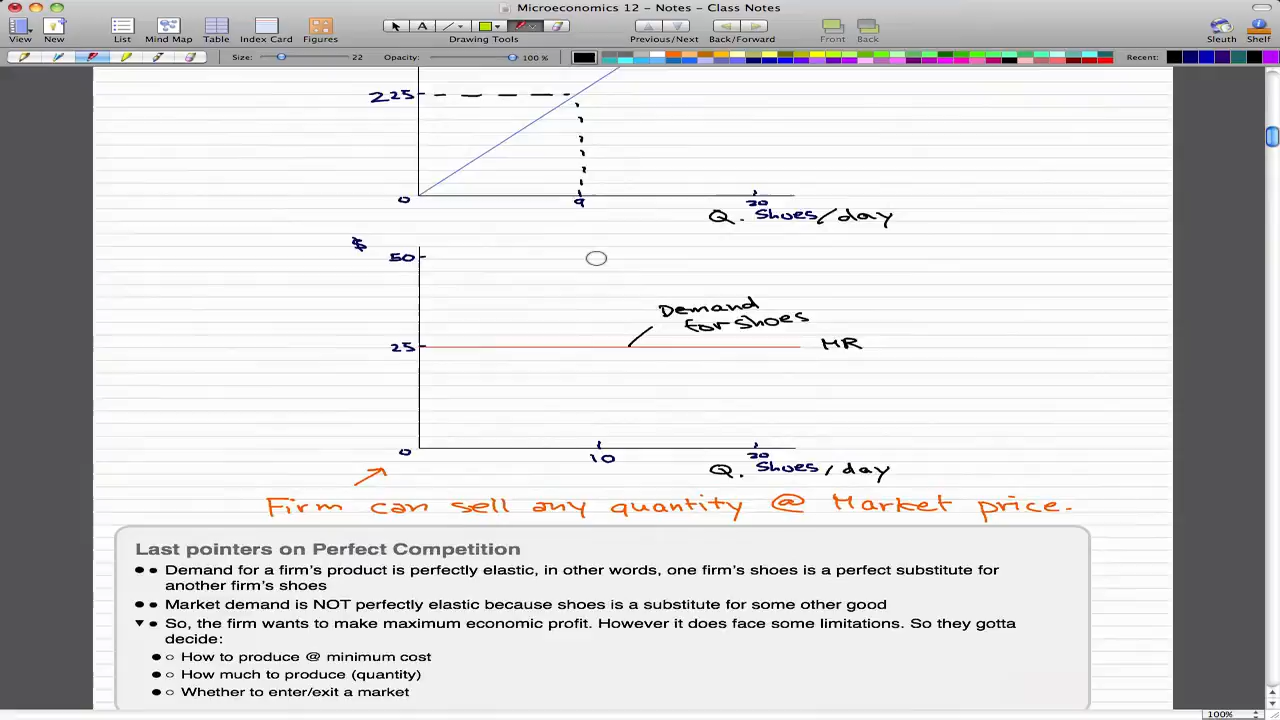 Microeconomics 12 - Notes - Class Notes
View New List Mind Map Table Index Card Figures Drawing Tools Previous/Next Back/Forward Forward Back Sleuth Shelf
Size: 22 Opacity: 100 % Recent:
225
0 9 20
Q. Shoes/day
$
50
Demand
for shoes
25 MR
0 10 20
Q. Shoes/day
Firm can sell any quantity @ Market price.
Last pointers on Perfect Competition
Demand for a firm's product is perfectly elastic, in other words, one firm's shoes is a perfect substitute for
another firm's shoes
Market demand is NOT perfectly elastic because shoes is a substitute for some other good
So, the firm wants to make maximum economic profit. However it does face some limitations. So they gotta
decide:
How to produce @ minimum cost
How much to produce (quantity)
Whether to enter/exit a market
100%